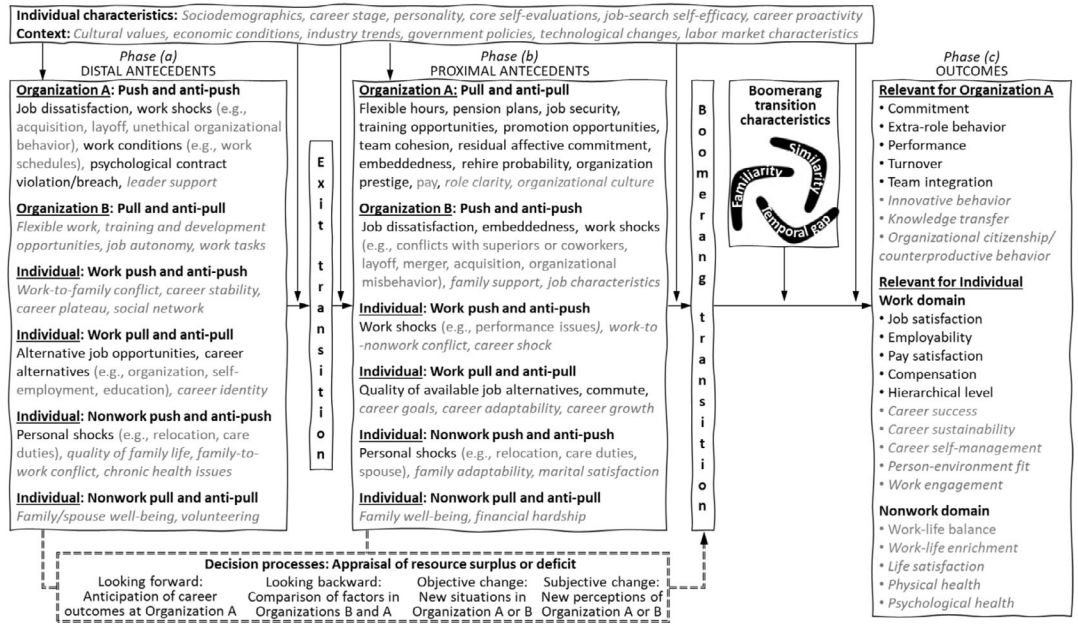 Individual characteristics: Sociodemographics, career stage, personality, core self-evaluations, job-search self-efficacy, career proactivity
Context: Cultural values, economic conditions, industry trends, government policies, technological changes, labor market characteristics
Phase (a)
DISTAL ANTECEDENTS
Organization A: Push and anti-push
Job dissatisfaction, work shocks (e.g.,
acquisition, layoff, unethical organizational
behavior), work conditions (e.g., work
schedules), psychological contract
violation/breach, leader support
Organization B: Pull and anti-pull
Flexible work, training and development
opportunities, job autonomy, work tasks
Individual: Work push and anti-push
Work-to-family conflict, career stability,
career plateau, social network
Individual: Work pull and anti-pull
Alternative job opportunities, career
alternatives (e.g., organization, self-
employment, education), career identity
Individual: Nonwork push and anti-push
Personal shocks (e.g., relocation, care
duties), quality of family life, family-to-
work conflict, chronic health issues
Individual: Nonwork pull and anti-pull
Family/spouse well-being, volunteering
Exit transition
Phase (b)
PROXIMAL ANTECEDENTS
Organization A: Pull and anti-pull
Flexible hours, pension plans, job security,
training opportunities, promotion opportunities,
team cohesion, residual affective commitment,
embeddedness, rehire probability, organization
prestige, pay, role clarity, organizational culture
Organization B: Push and anti-push
Job dissatisfaction, embeddedness, work shocks
(e.g., conflicts with superiors or coworkers,
layoff, merger, acquisition, organizational
misbehavior), family support, job characteristics
Individual: Work push and anti-push
Work shocks (e.g., performance issues), work-to
-nonwork conflict, career shock
Individual: Work pull and anti-pull
Quality of available job alternatives, commute,
career goals, career adaptability, career growth
Individual: Nonwork push and anti-push
Personal shocks (e.g., relocation, care duties,
spouse), family adaptability, marital satisfaction
Individual: Nonwork pull and anti-pull
Family well-being, financial hardship
Boomerang transition
Boomerang
transition
characteristics
Similarity
Familiarity
Temporal gap
Phase (c)
OUTCOMES
Relevant for Organization A
• Commitment
• Extra-role behavior
• Performance
• Turnover
• Team integration
• Innovative behavior
• Knowledge transfer
• Organizational citizenship/
counterproductive behavior
Relevant for Individual
Work domain
• Job satisfaction
• Employability
• Pay satisfaction
• Compensation
• Hierarchical level
• Career success
• Career sustainability
• Career self-management
• Person-environment fit
• Work engagement
Nonwork domain
• Work-life balance
• Work-life enrichment
• Life satisfaction
• Physical health
• Psychological health
Decision processes: Appraisal of resource surplus or deficit
Looking forward:
Anticipation of career
outcomes at Organization A
Looking backward:
Comparison of factors in
Organizations B and A
Objective change:
New situations in
Organization A or B
Subjective change:
New perceptions of
Organization A or B